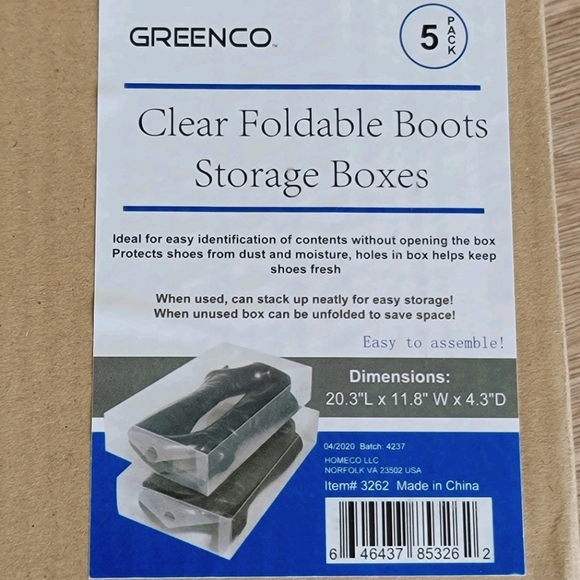 GREENCO™
5 PACK
Clear Foldable Boots
Storage Boxes
Ideal for easy identification of contents without opening the box
Protects shoes from dust and moisture, holes in box helps keep
shoes fresh
When used, can stack up neatly for easy storage!
When unused box can be unfolded to save space!
Easy to assemble!
Dimensions:
20.3"L x 11.8" W x 4.3"D
04/2020 Batch: 4237
HOMECO LLC
NORFOLK VA 23502 USA
Item# 3262 Made in China
6 46437 85326 2